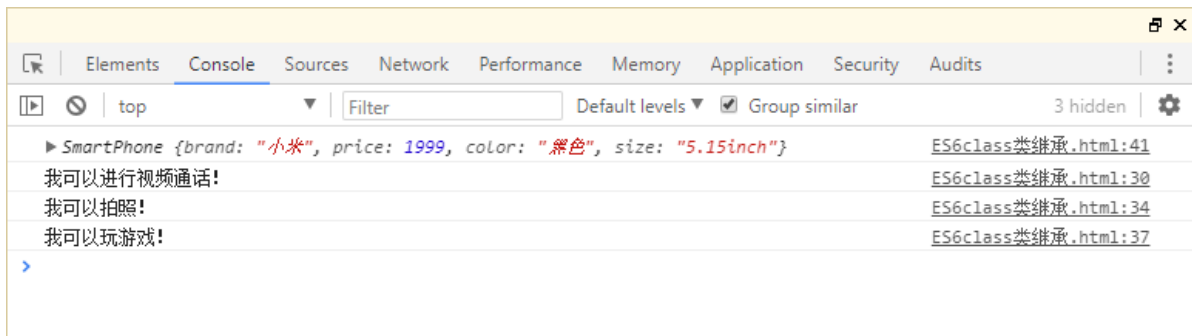 Elements Console Sources Network Performance Memory Application Security Audits
top Filter Default levels Group similar 3 hidden
SmartPhone {brand: "小米", price: 1999, color: "黑色", size: "5.15inch"} ES6class类继承.html:41
我可以进行视频通话! ES6class类继承.html:30
我可以拍照! ES6class类继承.html:34
我可以玩游戏! ES6class类继承.html:37